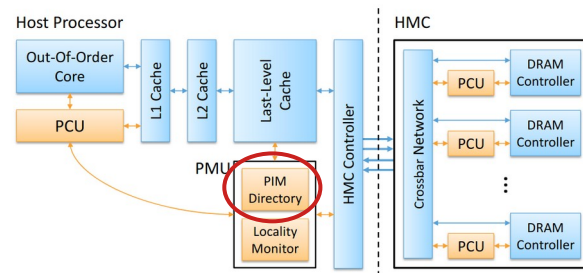 Host Processor
HMC
Out-Of-Order
Core
L1 Cache
L2 Cache
Last-Level
Cache
HMC Controller
PCU
PMU
PIM
Directory
Locality
Monitor
Crossbar Network
PCU
DRAM
Controller
PCU
DRAM
Controller
⋮
PCU
DRAM
Controller